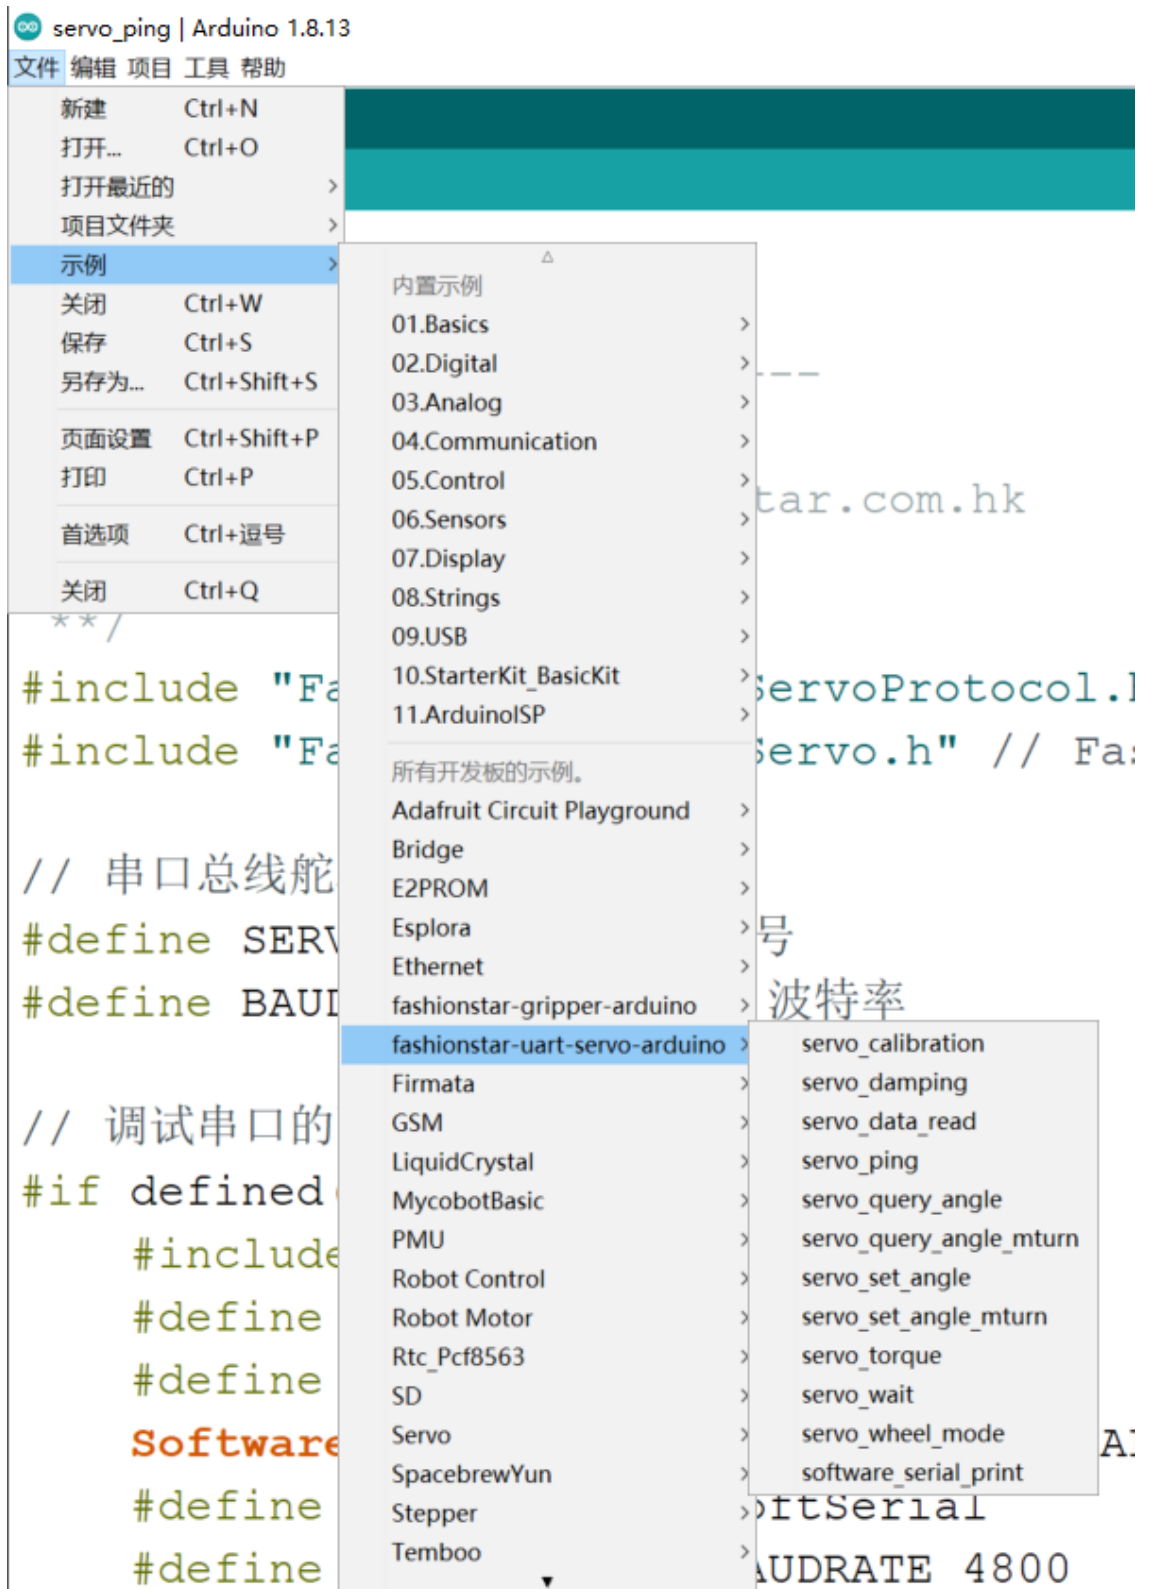 servo_ping | Arduino 1.8.13
文件 编辑 项目 工具 帮助
新建 Ctrl+N
打开... Ctrl+O
打开最近的
项目文件夹
示例
关闭 Ctrl+W
保存 Ctrl+S
另存为... Ctrl+Shift+S
页面设置 Ctrl+Shift+P
打印 Ctrl+P
首选项 Ctrl+逗号
关闭 Ctrl+Q
内置示例
01.Basics
02.Digital
03.Analog
04.Communication
05.Control
06.Sensors
07.Display
08.Strings
09.USB
10.StarterKit_BasicKit
11.ArduinoISP
所有开发板的示例。
Adafruit Circuit Playground
Bridge
E2PROM
Esplora
Ethernet
fashionstar-gripper-arduino
fashionstar-uart-servo-arduino
Firmata
GSM
LiquidCrystal
MycobotBasic
PMU
Robot Control
Robot Motor
Rtc_Pcf8563
SD
Servo
SpacebrewYun
Stepper
Temboo
servo_calibration
servo_damping
servo_data_read
servo_ping
servo_query_angle
servo_query_angle_mturn
servo_set_angle
servo_set_angle_mturn
servo_torque
servo_wait
servo_wheel_mode
software_serial_print
---
tar.com.hk
**/
#include "Fa ServoProtocol.
#include "Fa Servo.h" // Fas
// 串口总线舵
#define SERV 号
#define BAUD 波特率
// 调试串口的
#if defined
#include
#define
#define
Software
#define oftSerial
#define AUDRATE 4800